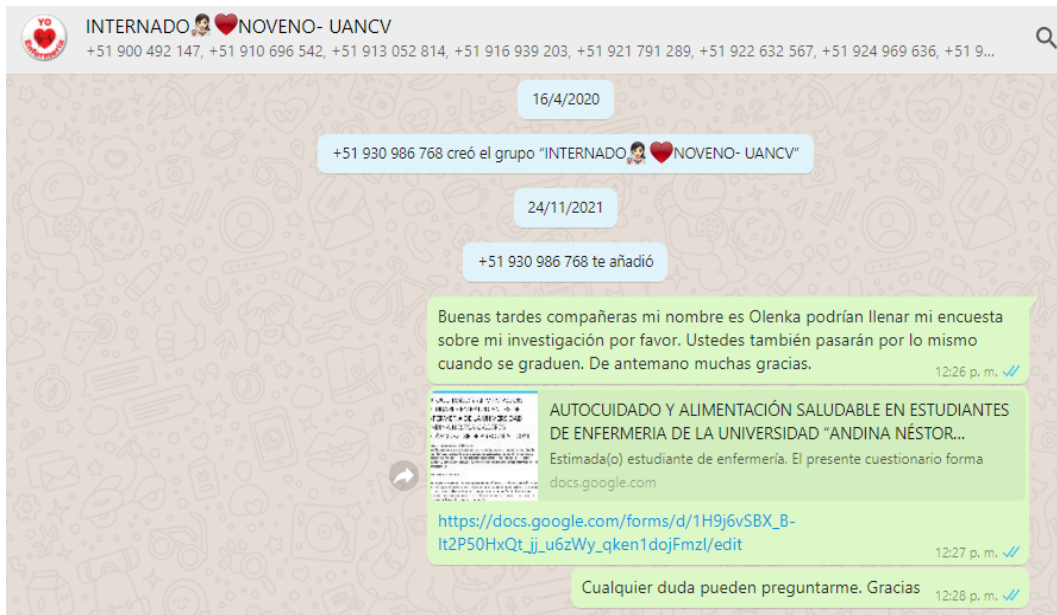 YO
Enfermería
INTERNADO👩🏻‍⚕️❤️NOVENO- UANCV
+51 900 492 147, +51 910 696 542, +51 913 052 814, +51 916 939 203, +51 921 791 289, +51 922 632 567, +51 924 969 636, +51 9...
16/4/2020
+51 930 986 768 creó el grupo “INTERNADO👩🏻‍⚕️❤️NOVENO- UANCV”
24/11/2021
+51 930 986 768 te añadió
Buenas tardes compañeras mi nombre es Olenka podrían llenar mi encuesta
sobre mi investigación por favor. Ustedes también pasarán por lo mismo
cuando se graduen. De antemano muchas gracias.
12:26 p. m.
AUTOCUIDADO Y ALIMENTACIÓN SALUDABLE EN ESTUDIANTES
DE ENFERMERIA DE LA UNIVERSIDAD “ANDINA NÉSTOR...
Estimada(o) estudiante de enfermería. El presente cuestionario forma
docs.google.com
https://docs.google.com/forms/d/1H9j6vSBX_B-
It2P50HxQt_jj_u6zWy_qken1dojFmzI/edit
12:27 p. m.
Cualquier duda pueden preguntarme. Gracias
12:28 p. m.